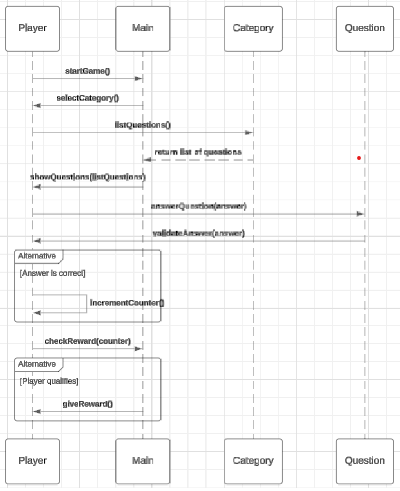 Player Main Category Question
startGame()
selectCategory()
listQuestions()
return list of questions
showQuestions(listQuestions)
answerQuestion(answer)
validateAnswer(answer)
Alternative
[Answer is correct]
incrementCounter()
checkReward(counter)
Alternative
[Player qualifies]
giveReward()
Player Main Category Question